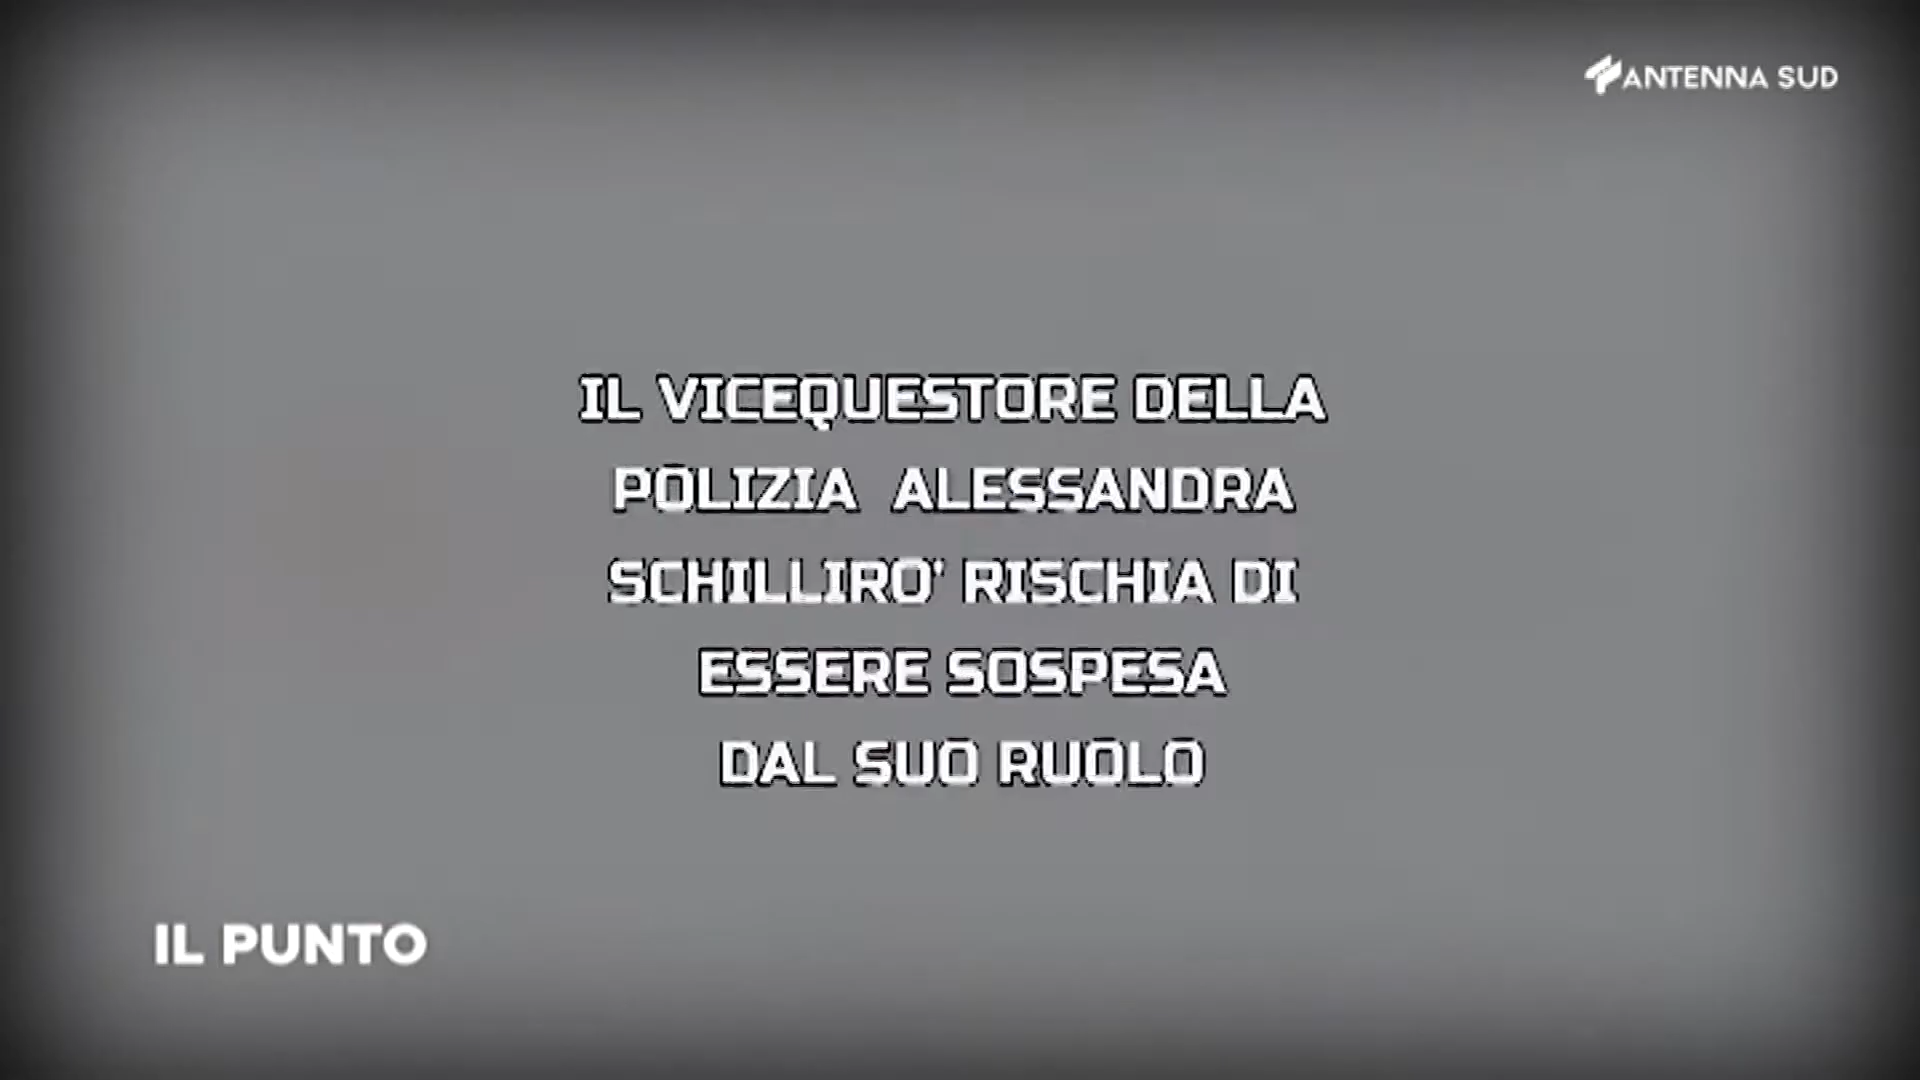 ANTENNA SUD
IL VICEQUESTORE DELLA
POLIZIA ALESSANDRA
SCHILLIRO' RISCHIA DI
ESSERE SOSPESA
DAL SUO RUOLO
IL PUNTO